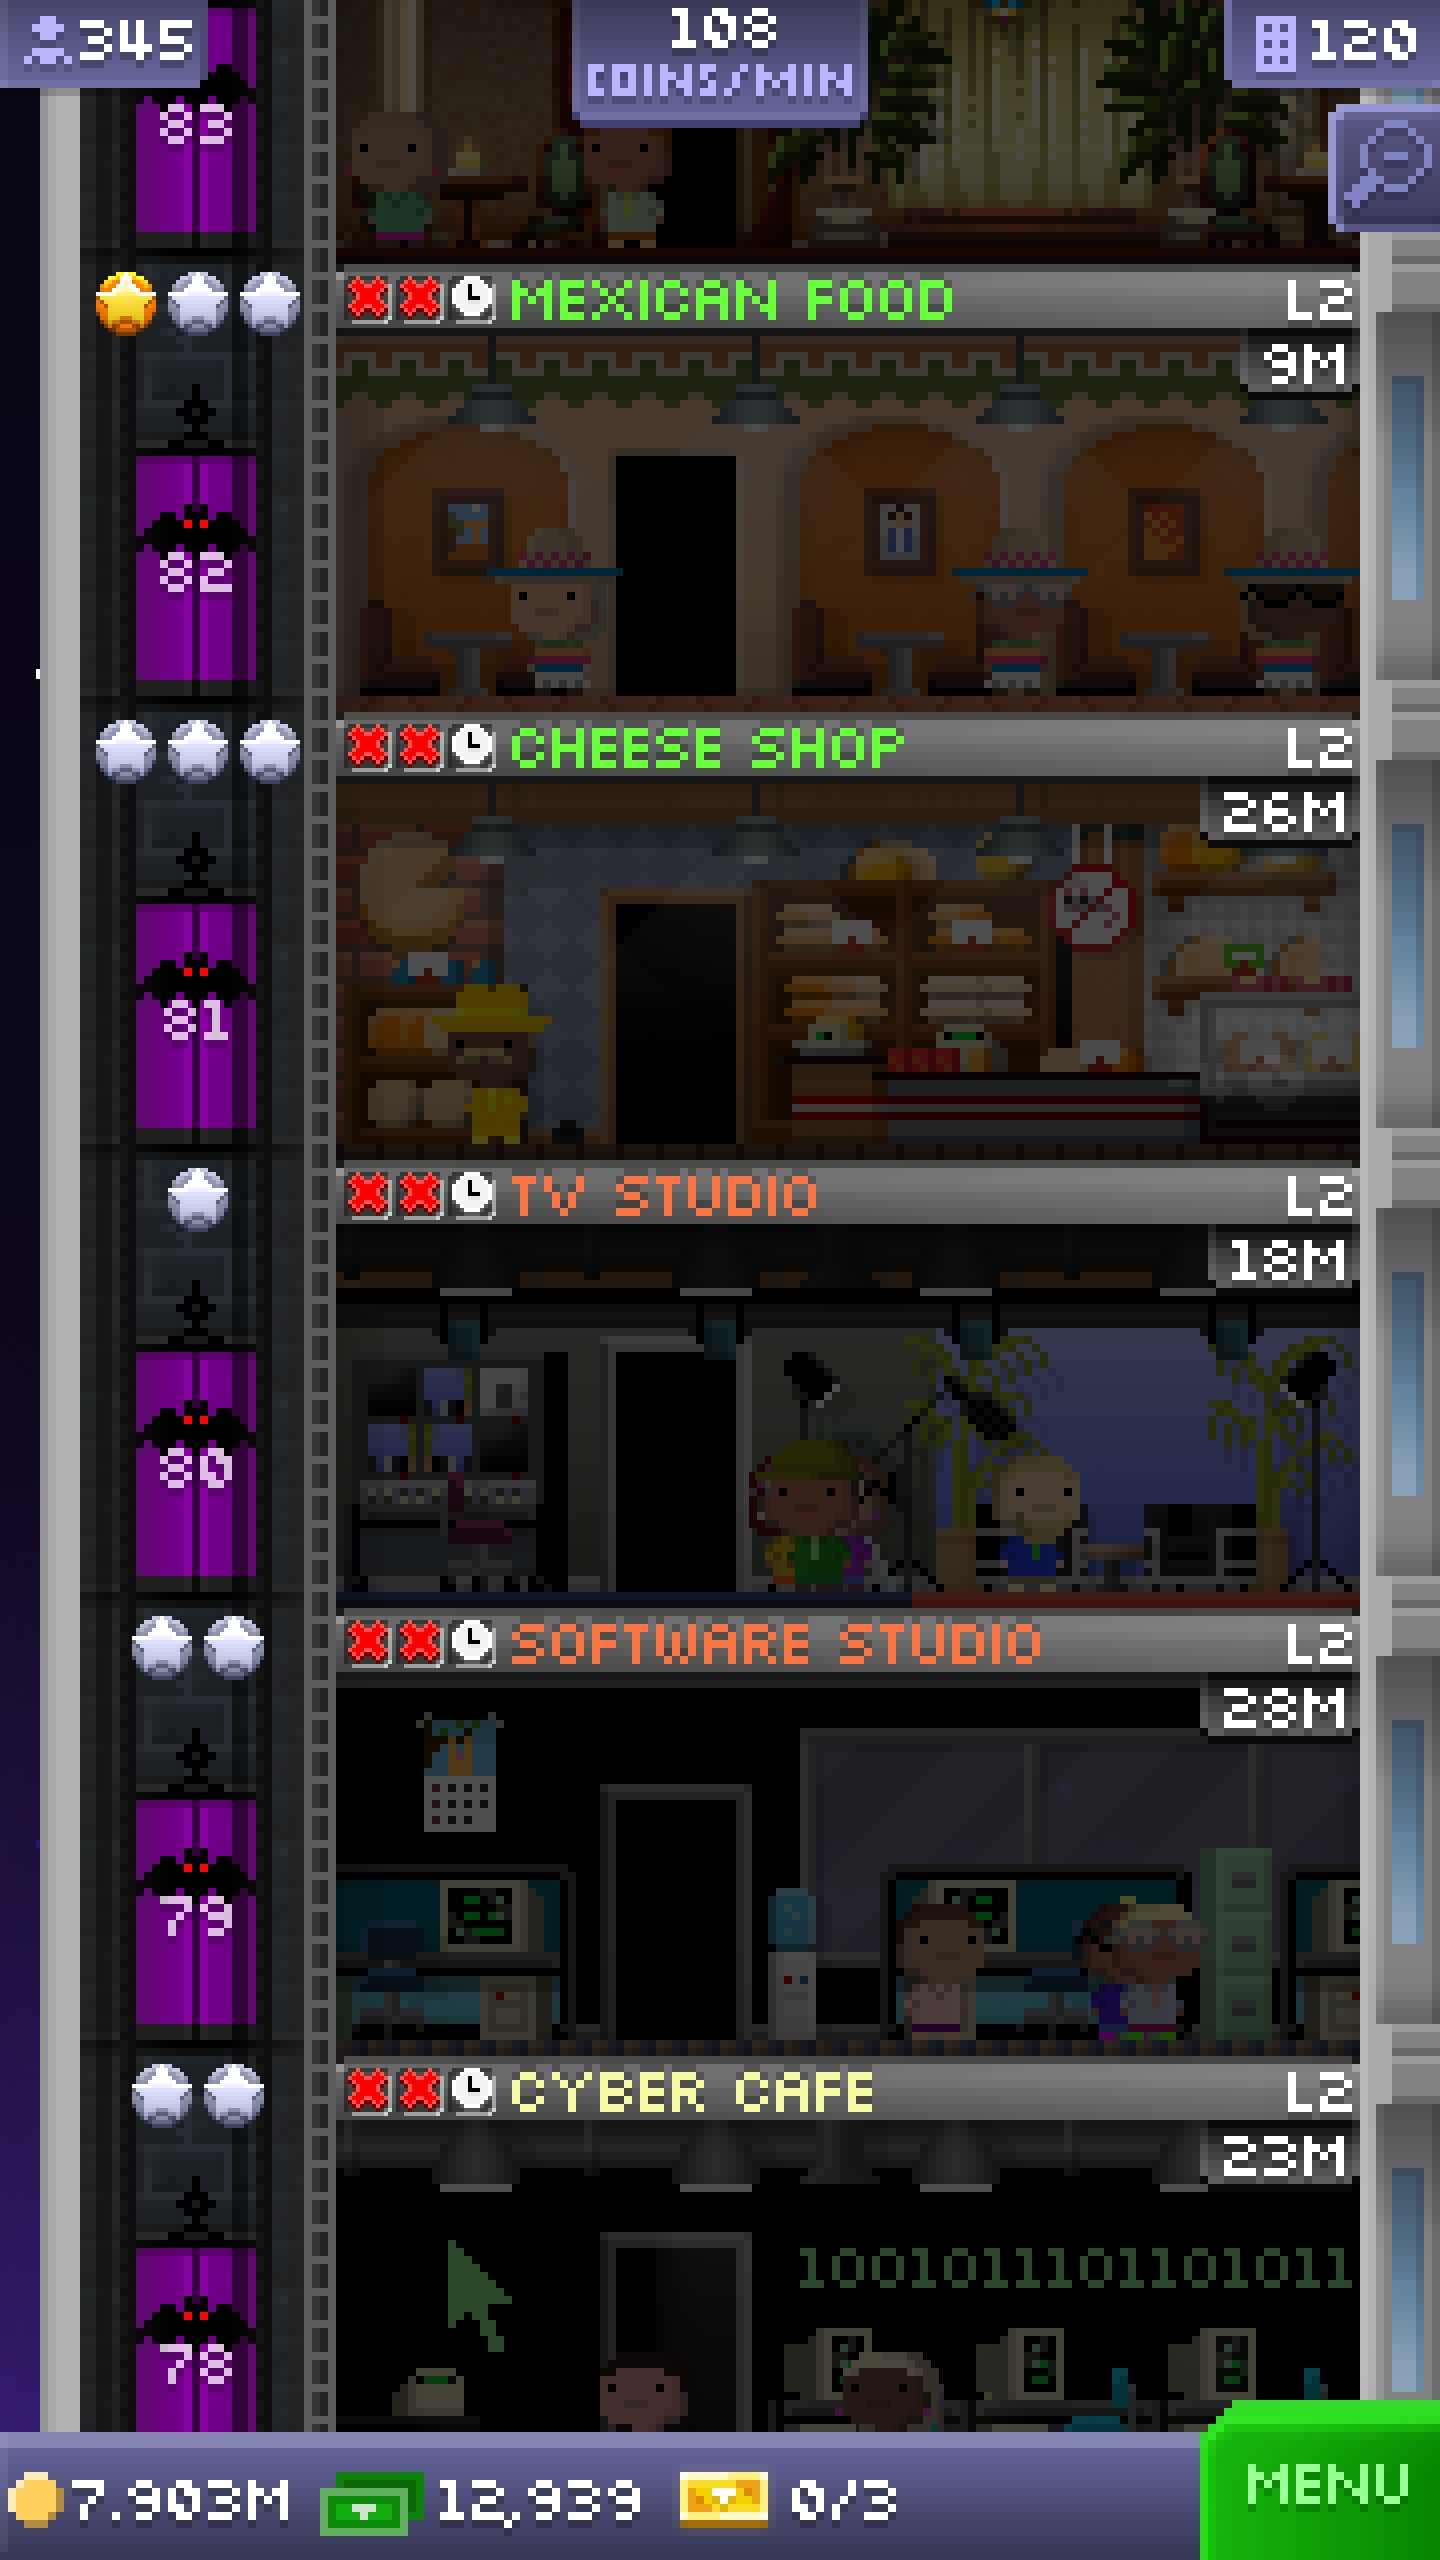 345
108
COINS/MIN
120
83
MEXICAN FOOD L2
9M
82
CHEESE SHOP L2
26M
81
TV STUDIO L2
18M
80
SOFTWARE STUDIO L2
28M
79
CYBER CAFE L2
23M
10010111101101011
78
7.903M 12,939 0/3 MENU